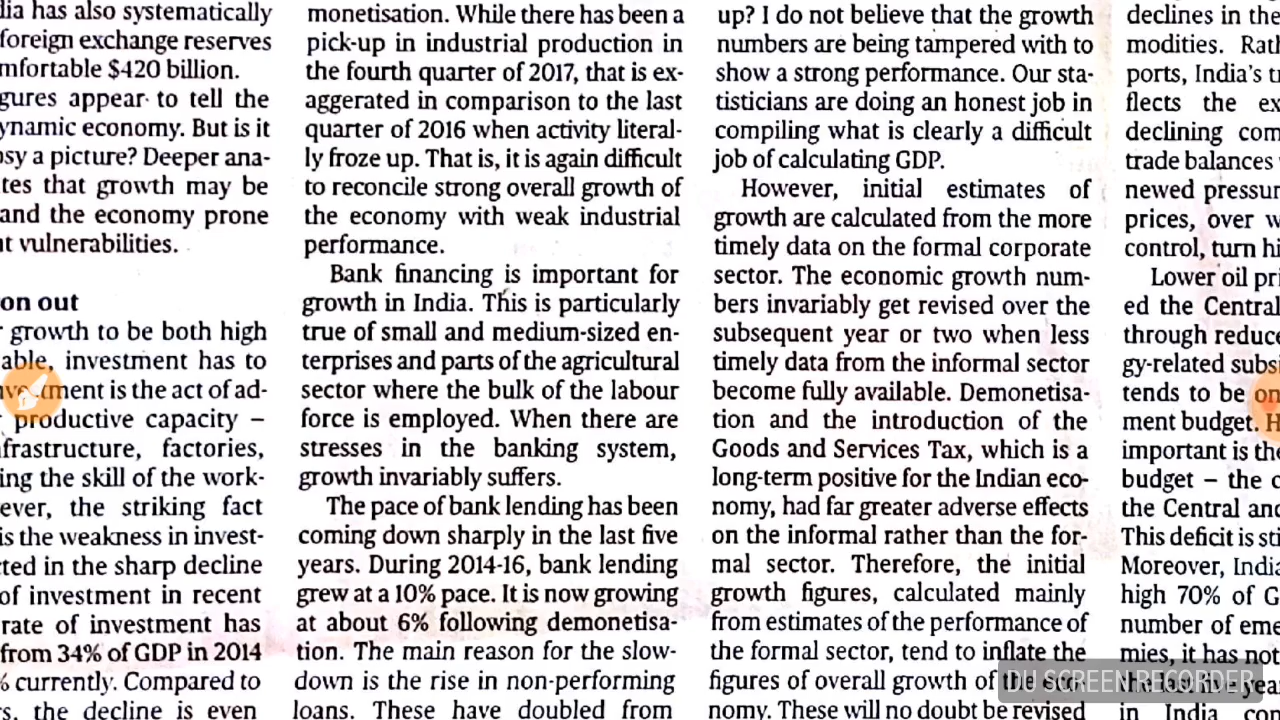 dia has also systematically
foreign exchange reserves
mfortable $420 billion.
gures appear to tell the
ynamic economy. But is it
osy a picture? Deeper ana-
tes that growth may be
and the economy prone
nt vulnerabilities.
on out
r growth to be both high
able, investment has to
ment is the act of ad-
productive capacity –
nfrastructure, factories,
ing the skill of the work-
ever, the striking fact
is the weakness in invest-
cted in the sharp decline
of investment in recent
rate of investment has
from 34% of GDP in 2014
% currently. Compared to
rs, the decline is even
monetisation. While there has been a
pick-up in industrial production in
the fourth quarter of 2017, that is ex-
aggerated in comparison to the last
quarter of 2016 when activity literal-
ly froze up. That is, it is again difficult
to reconcile strong overall growth of
the economy with weak industrial
performance.
Bank financing is important for
growth in India. This is particularly
true of small and medium-sized en-
terprises and parts of the agricultural
sector where the bulk of the labour
force is employed. When there are
stresses in the banking system,
growth invariably suffers.
The pace of bank lending has been
coming down sharply in the last five
years. During 2014-16, bank lending
grew at a 10% pace. It is now growing
at about 6% following demonetisa-
tion. The main reason for the slow-
down is the rise in non-performing
loans. These have doubled from
up? I do not believe that the growth
numbers are being tampered with to
show a strong performance. Our sta-
tisticians are doing an honest job in
compiling what is clearly a difficult
job of calculating GDP.
However, initial estimates of
growth are calculated from the more
timely data on the formal corporate
sector. The economic growth num-
bers invariably get revised over the
subsequent year or two when less
timely data from the informal sector
become fully available. Demonetisa-
tion and the introduction of the
Goods and Services Tax, which is a
long-term positive for the Indian eco-
nomy, had far greater adverse effects
on the informal rather than the for-
mal sector. Therefore, the initial
growth figures, calculated mainly
from estimates of the performance of
the formal sector, tend to inflate the
figures of overall growth of the eco-
nomy. These will no doubt be revised
declines in the
modities. Rath
ports, India's tr
flects the ex
declining com
trade balances
newed pressur
prices, over w
control, turn hi
Lower oil pri
ed the Central
through reduce
gy-related subsi
tends to be on
ment budget. H
important is the
budget – the c
the Central and
This deficit is sti
Moreover, India
high 70% of G
number of eme
mies, it has not
in India con
DU SCREEN RECORDER